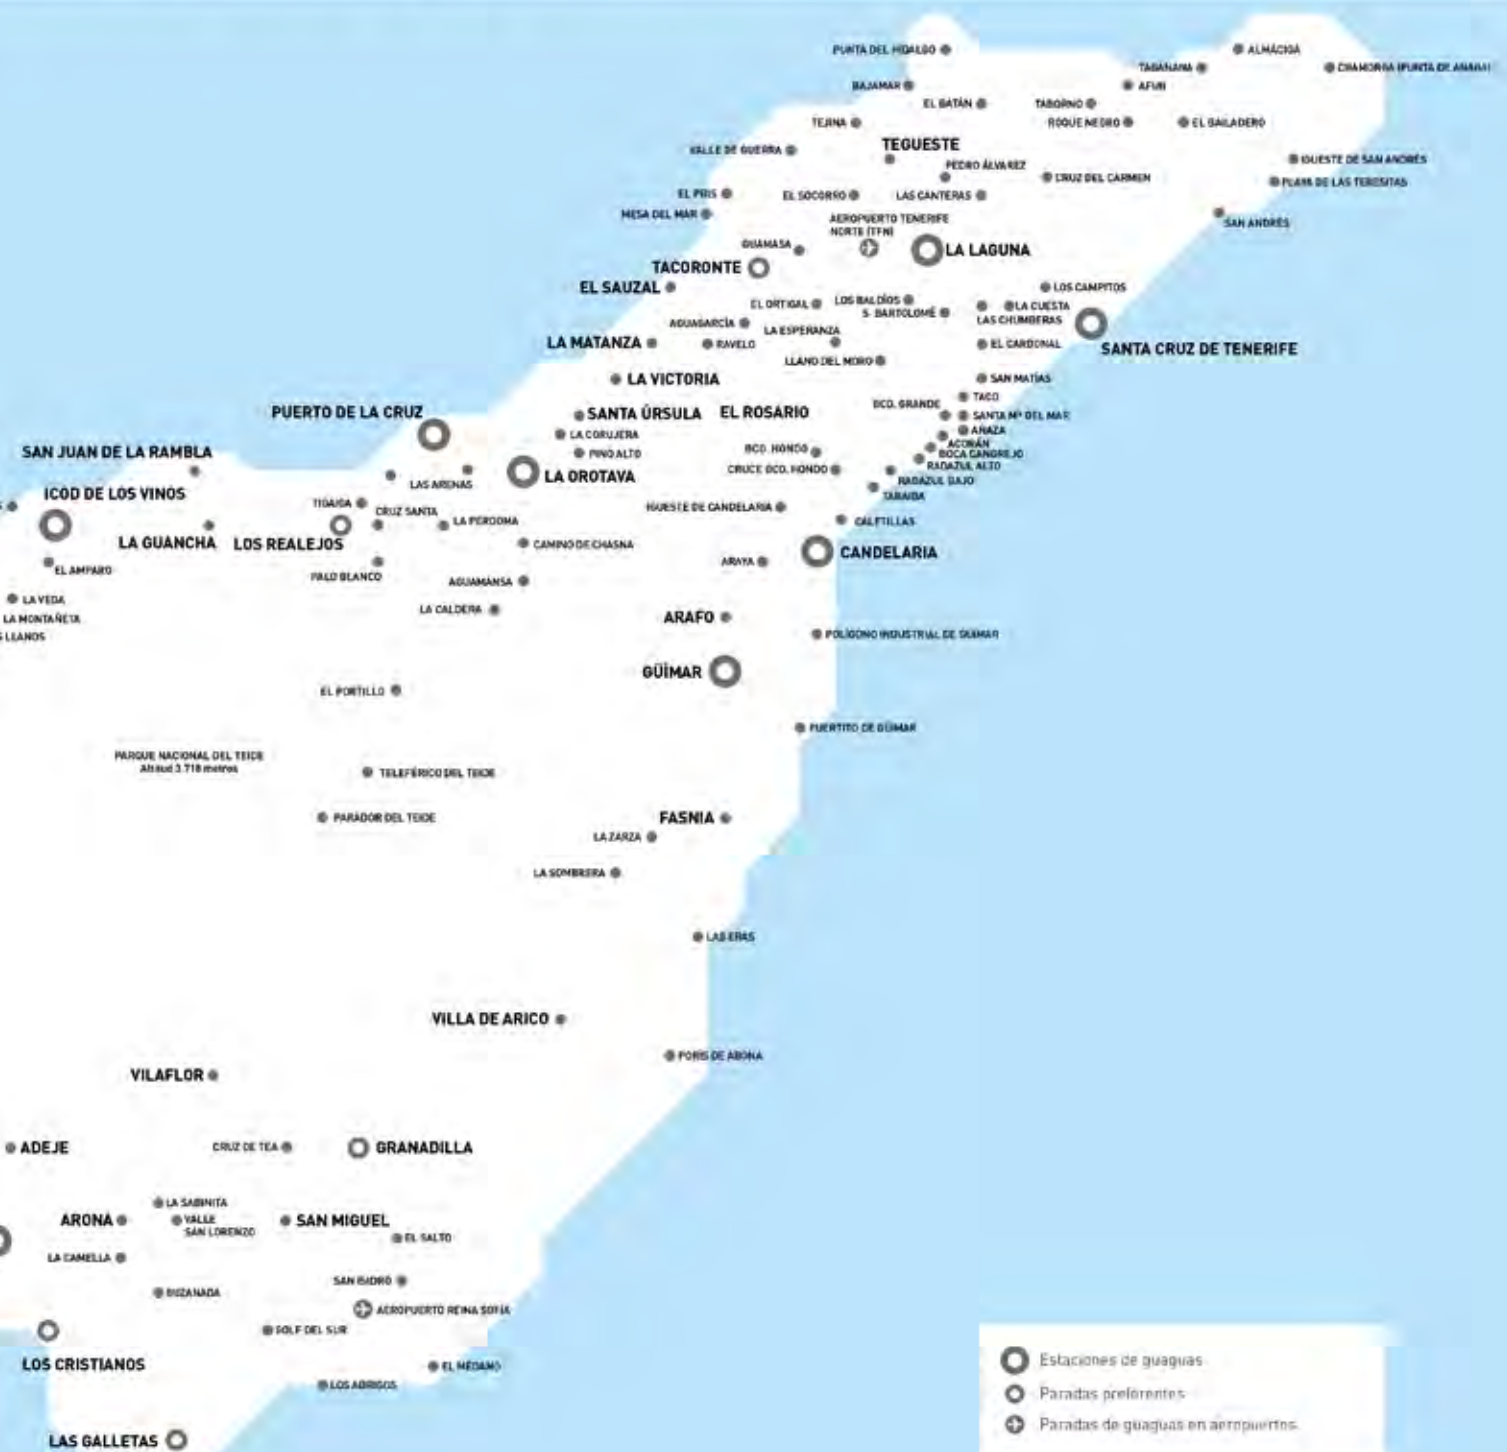 PUNTA DEL HIDALGO
ALMÁCIGA
TAGANANA
CHAMORGA (PUNTA DE ANAGA)
BAJAMAR
AFUR
EL BATÁN
TABORNO
TEJINA
ROQUE NEGRO
EL BAILADERO
TEGUESTE
VALLE DE GUERRA
PEDRO ÁLVAREZ
IGUESTE DE SAN ANDRÉS
CRUZ DEL CARMEN
PLAYA DE LAS TERESITAS
EL PRIS
EL SOCORRO
LAS CANTERAS
MESA DEL MAR
AEROPUERTO TENERIFE
NORTE (TFN)
SAN ANDRÉS
GUAMASA
LA LAGUNA
TACORONTE
EL SAUZAL
LOS CAMPITOS
EL ORTIGAL
LOS BALDÍOS
LA CUESTA
S. BARTOLOMÉ
LAS CHUMBERAS
AGUAGARCÍA
LA ESPERANZA
LA MATANZA
RAVELO
EL CARDONAL
SANTA CRUZ DE TENERIFE
LLANO DEL MORO
LA VICTORIA
SAN MATÍAS
TACO
BCO. GRANDE
PUERTO DE LA CRUZ
SANTA ÚRSULA
EL ROSARIO
SANTA Mª DEL MAR
AÑAZA
LA CORUJERA
ACORÁN
SAN JUAN DE LA RAMBLA
PINO ALTO
BCO. HONDO
BOCA CANGREJO
CRUCE BCO. HONDO
RADAZUL ALTO
LA OROTAVA
LAS ARENAS
RADAZUL BAJO
ICOD DE LOS VINOS
TABAIBA
TIGAIGA
CRUZ SANTA
IGUESTE DE CANDELARIA
LA PERDOMA
CALETILLAS
LA GUANCHA
LOS REALEJOS
CAMINO DE CHASNA
CANDELARIA
ARAYA
EL AMPARO
PALO BLANCO
AGUAMANSA
LA VEGA
LA CALDERA
LA MONTAÑETA
ARAFO
LLANOS
POLÍGONO INDUSTRIAL DE GÜIMAR
GÜÍMAR
EL PORTILLO
PUERTITO DE GÜIMAR
PARQUE NACIONAL DEL TEIDE
Altitud 3.718 metros
TELEFÉRICO DEL TEIDE
PARADOR DEL TEIDE
FASNIA
LA ZARZA
LA SOMBRERA
LAS ERAS
VILLA DE ARICO
PORÍS DE ABONA
VILAFLOR
ADEJE
CRUZ DE TEA
GRANADILLA
LA SABINITA
ARONA
VALLE
SAN LORENZO
SAN MIGUEL
EL SALTO
LA CAMELLA
SAN ISIDRO
BUZANADA
AEROPUERTO REINA SOFIA
GOLF DEL SUR
LOS CRISTIANOS
EL MÉDANO
LOS ABRIGOS
LAS GALLETAS
Estaciones de guaguas
Paradas preferentes
Paradas de guaguas en aeropuertos